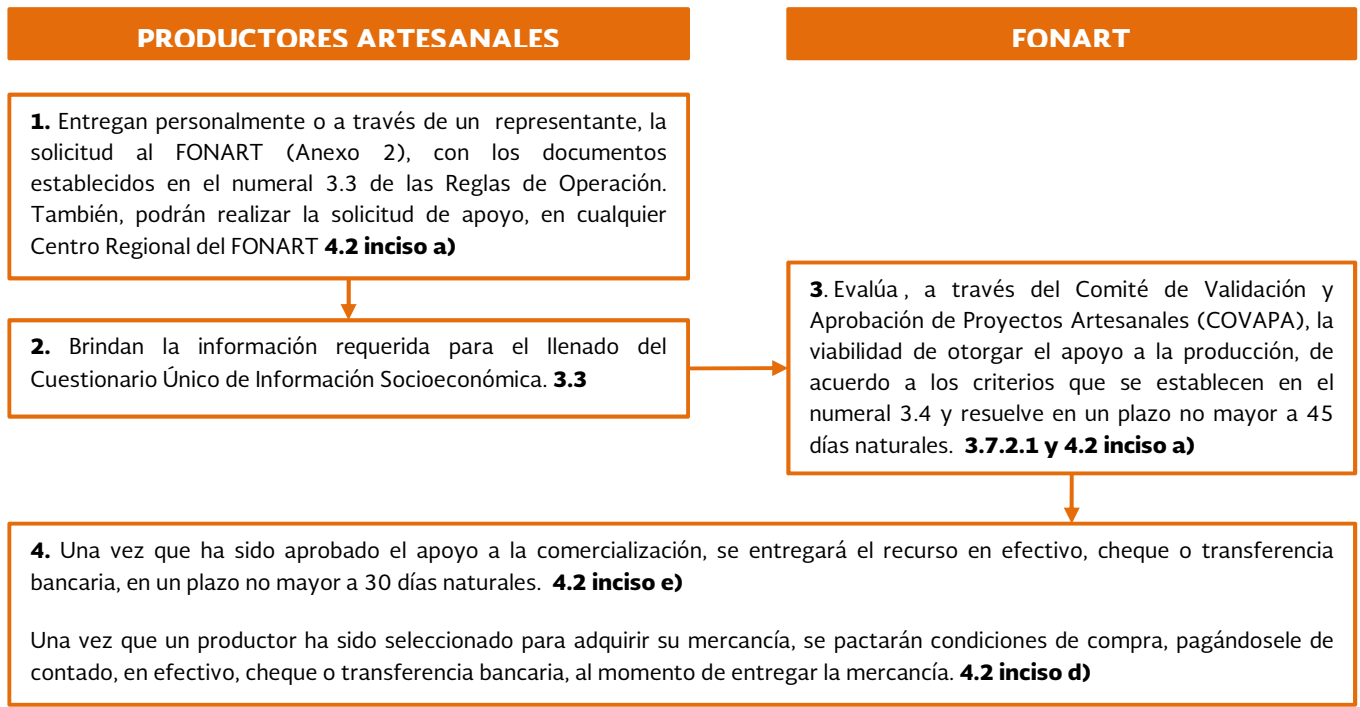 PRODUCTORES ARTESANALES
FONART
1. Entregan personalmente o a través de un representante, la
solicitud al FONART (Anexo 2), con los documentos
establecidos en el numeral 3.3 de las Reglas de Operación.
También, podrán realizar la solicitud de apoyo, en cualquier
Centro Regional del FONART 4.2 inciso a)
2. Brindan la información requerida para el llenado del
Cuestionario Único de Información Socioeconómica. 3.3
3. Evalúa , a través del Comité de Validación y
Aprobación de Proyectos Artesanales (COVAPA), la
viabilidad de otorgar el apoyo a la producción, de
acuerdo a los criterios que se establecen en el
numeral 3.4 y resuelve en un plazo no mayor a 45
días naturales. 3.7.2.1 y 4.2 inciso a)
4. Una vez que ha sido aprobado el apoyo a la comercialización, se entregará el recurso en efectivo, cheque o transferencia
bancaria, en un plazo no mayor a 30 días naturales. 4.2 inciso e)
Una vez que un productor ha sido seleccionado para adquirir su mercancía, se pactarán condiciones de compra, pagándosele de
contado, en efectivo, cheque o transferencia bancaria, al momento de entregar la mercancía. 4.2 inciso d)